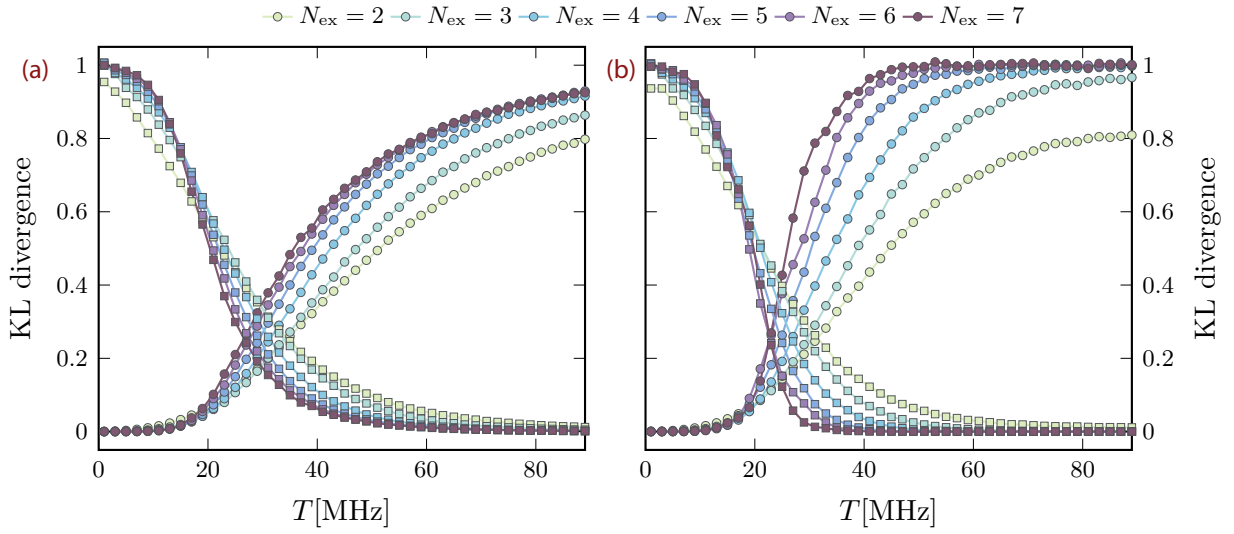 N_ex = 2 N_ex = 3 N_ex = 4 N_ex = 5 N_ex = 6 N_ex = 7
(a) (b)
1 1
0.8 0.8
0.6 0.6
0.4 0.4
0.2 0.2
0 0
KL divergence KL divergence
0 20 40 60 80 0 20 40 60 80
T[MHz] T[MHz]